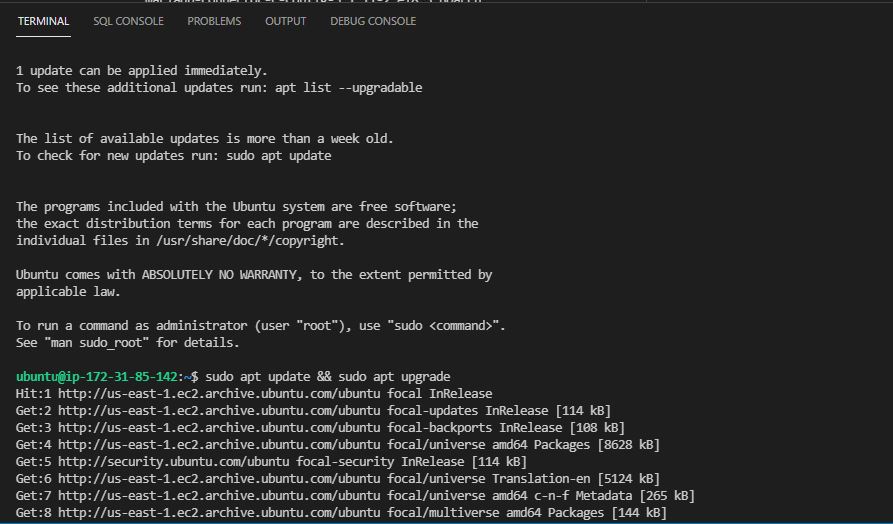 TERMINAL SQL CONSOLE PROBLEMS OUTPUT DEBUG CONSOLE
1 update can be applied immediately.
To see these additional updates run: apt list --upgradable
The list of available updates is more than a week old.
To check for new updates run: sudo apt update
The programs included with the Ubuntu system are free software;
the exact distribution terms for each program are described in the
individual files in /usr/share/doc/*/copyright.
Ubuntu comes with ABSOLUTELY NO WARRANTY, to the extent permitted by
applicable law.
To run a command as administrator (user "root"), use "sudo <command>".
See "man sudo_root" for details.
ubuntu@ip-172-31-85-142:~$ sudo apt update && sudo apt upgrade
Hit:1 http://us-east-1.ec2.archive.ubuntu.com/ubuntu focal InRelease
Get:2 http://us-east-1.ec2.archive.ubuntu.com/ubuntu focal-updates InRelease [114 kB]
Get:3 http://us-east-1.ec2.archive.ubuntu.com/ubuntu focal-backports InRelease [108 kB]
Get:4 http://us-east-1.ec2.archive.ubuntu.com/ubuntu focal/universe amd64 Packages [8628 kB]
Get:5 http://security.ubuntu.com/ubuntu focal-security InRelease [114 kB]
Get:6 http://us-east-1.ec2.archive.ubuntu.com/ubuntu focal/universe Translation-en [5124 kB]
Get:7 http://us-east-1.ec2.archive.ubuntu.com/ubuntu focal/universe amd64 c-n-f Metadata [265 kB]
Get:8 http://us-east-1.ec2.archive.ubuntu.com/ubuntu focal/multiverse amd64 Packages [144 kB]